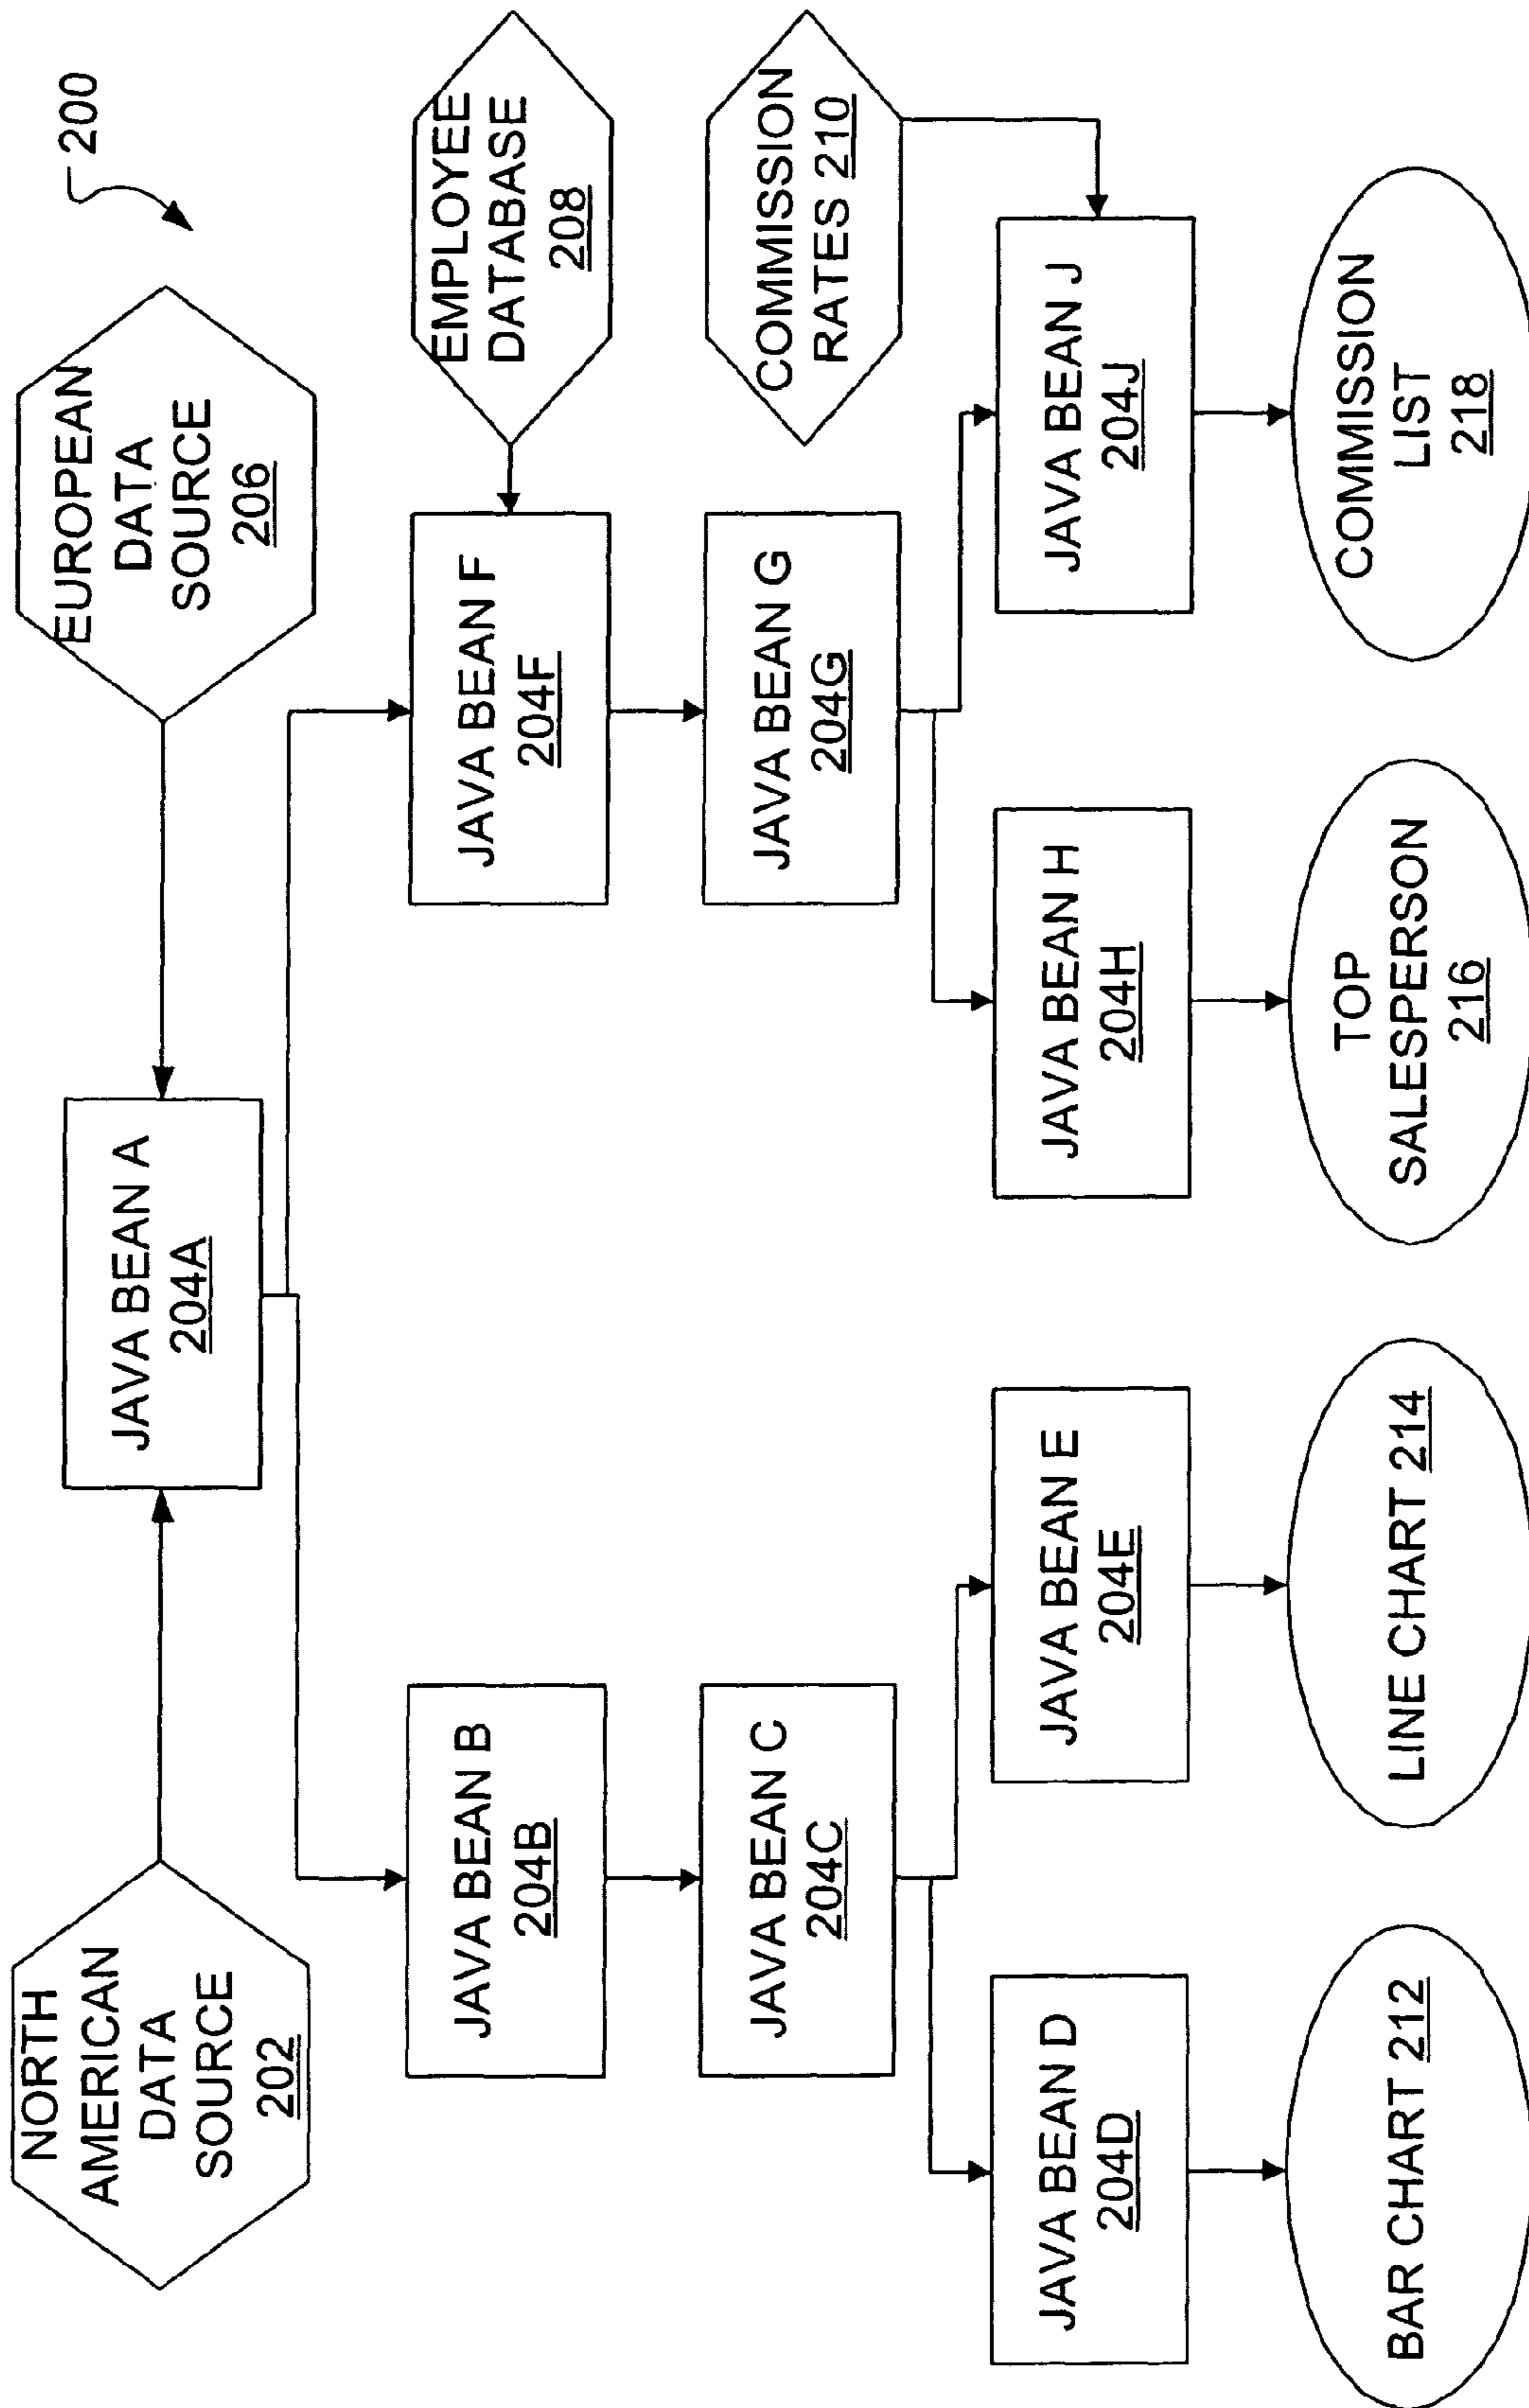 200
NORTH
AMERICAN
DATA
SOURCE
202
JAVA BEAN A
204A
EUROPEAN
DATA
SOURCE
206
JAVA BEAN B
204B
JAVA BEAN F
204F
EMPLOYEE
DATABASE
208
JAVA BEAN C
204C
JAVA BEAN G
204G
COMMISSION
RATES 210
JAVA BEAN D
204D
JAVA BEAN E
204E
JAVA BEAN H
204H
JAVA BEAN J
204J
BAR CHART 212
LINE CHART 214
TOP
SALESPERSON
216
COMMISSION
LIST
218